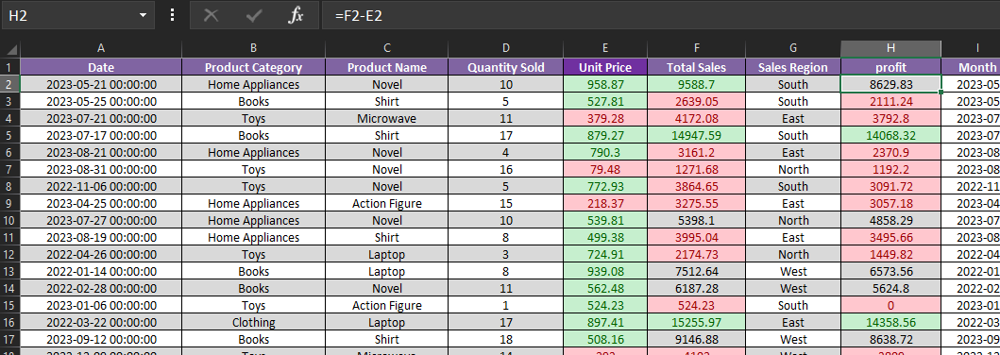 H2 fx =F2-E2
A B C D E F G H I
1 Date Product Category Product Name Quantity Sold Unit Price Total Sales Sales Region profit Month
2 2023-05-21 00:00:00 Home Appliances Novel 10 958.87 9588.7 South 8629.83 2023-05
3 2023-05-25 00:00:00 Books Shirt 5 527.81 2639.05 South 2111.24 2023-05
4 2023-07-21 00:00:00 Toys Microwave 11 379.28 4172.08 East 3792.8 2023-07
5 2023-07-17 00:00:00 Books Shirt 17 879.27 14947.59 South 14068.32 2023-07
6 2023-08-21 00:00:00 Home Appliances Novel 4 790.3 3161.2 East 2370.9 2023-08
7 2023-08-31 00:00:00 Toys Novel 16 79.48 1271.68 North 1192.2 2023-08
8 2022-11-06 00:00:00 Toys Novel 5 772.93 3864.65 South 3091.72 2022-11
9 2023-04-25 00:00:00 Home Appliances Action Figure 15 218.37 3275.55 East 3057.18 2023-04
10 2023-07-27 00:00:00 Home Appliances Novel 10 539.81 5398.1 North 4858.29 2023-07
11 2023-08-19 00:00:00 Home Appliances Shirt 8 499.38 3995.04 East 3495.66 2023-08
12 2022-04-26 00:00:00 Toys Laptop 3 724.91 2174.73 North 1449.82 2022-04
13 2022-01-14 00:00:00 Books Laptop 8 939.08 7512.64 West 6573.56 2022-01
14 2022-02-28 00:00:00 Books Novel 11 562.48 6187.28 West 5624.8 2022-02
15 2023-01-06 00:00:00 Toys Action Figure 1 524.23 524.23 South 0 2023-01
16 2022-03-22 00:00:00 Clothing Laptop 17 897.41 15255.97 East 14358.56 2022-03
17 2023-09-12 00:00:00 Books Shirt 18 508.16 9146.88 West 8638.72 2023-09